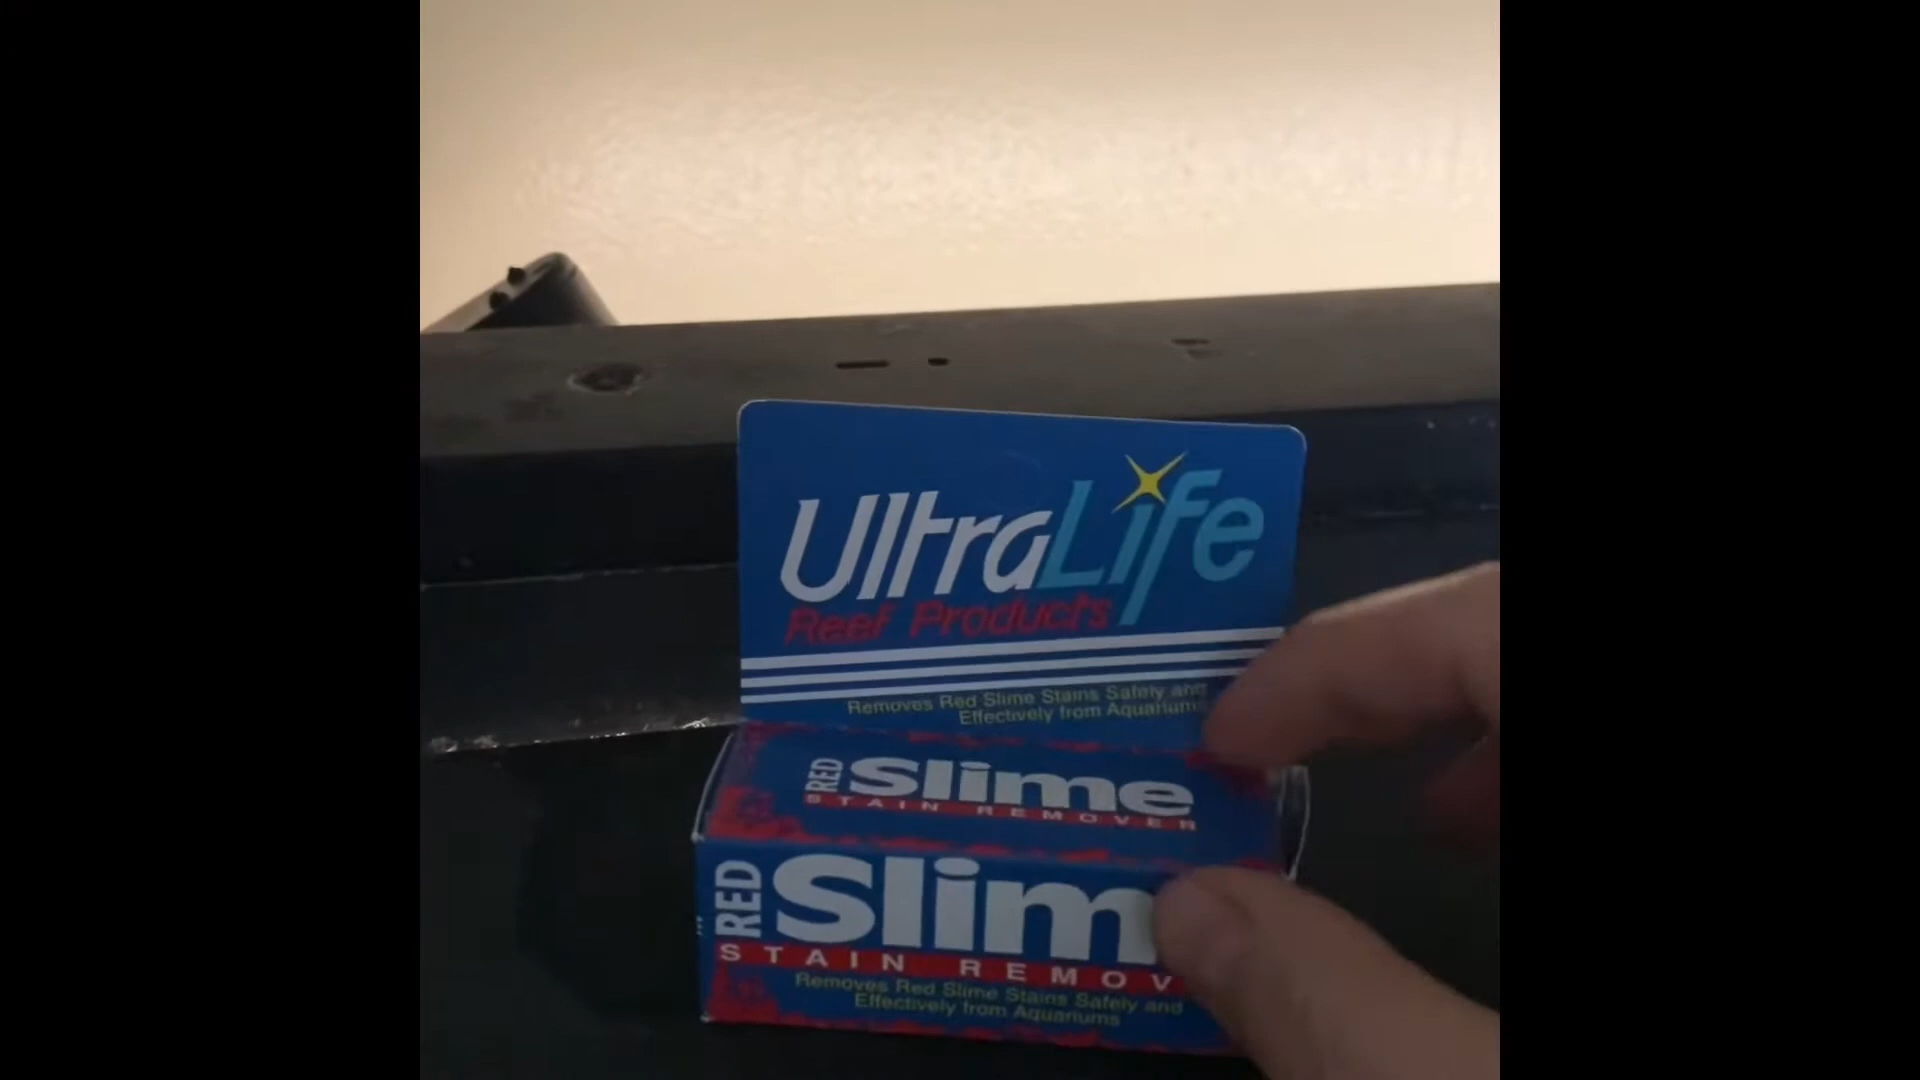 UltraLife
Reef Products
Removes Red Slime Stains Safely and
Effectively from Aquariums
RED Slime
STAIN REMOVER
RED Slim
STAIN REMOV
Removes Red Slime Stains Safely and
Effectively from Aquariums